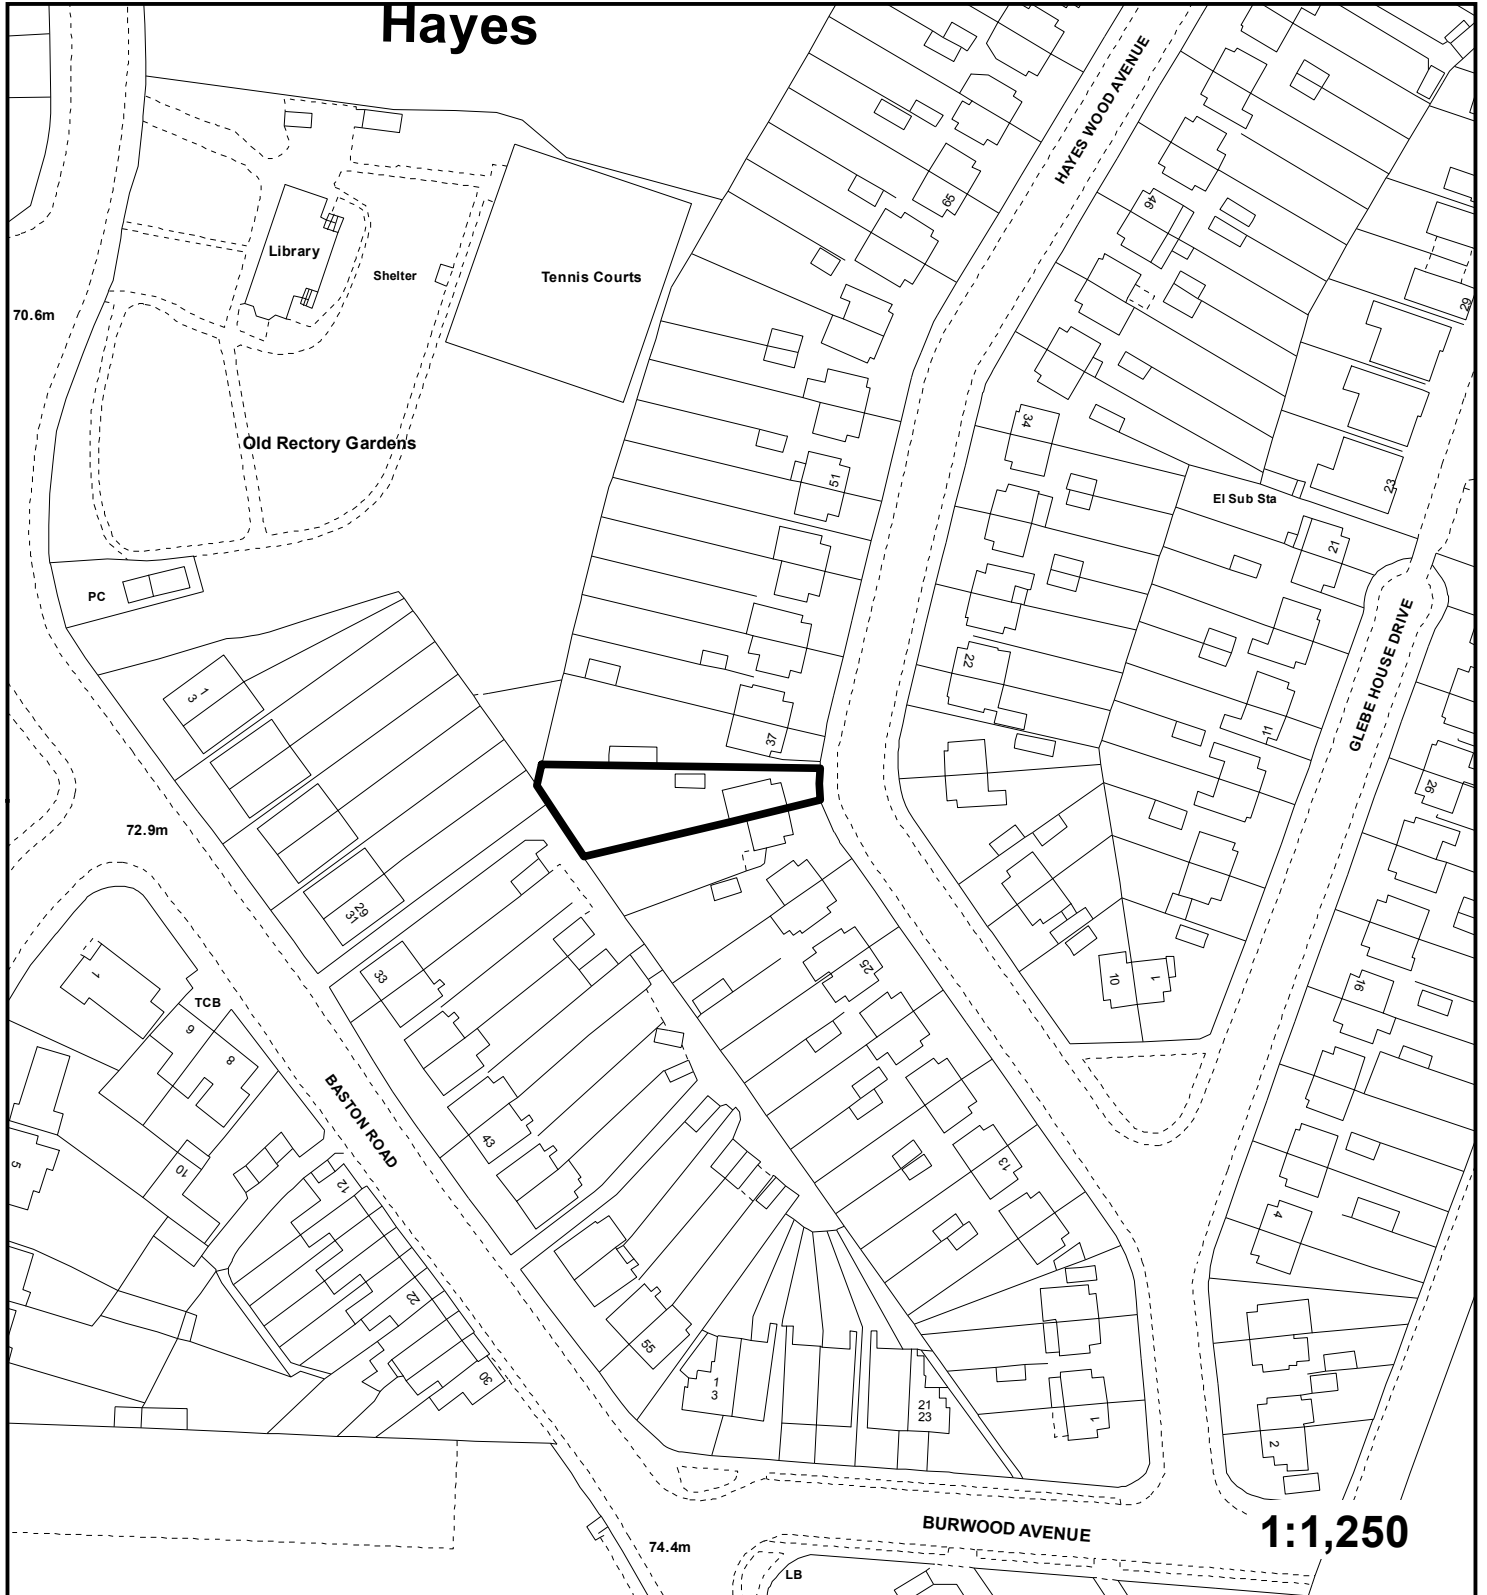 Hayes
HAYES WOOD AVENUE
65
46
Library
Shelter
Tennis Courts
70.6m
29
34
Old Rectory Gardens
51
23
El Sub Sta
21
PC
GLEBE HOUSE DRIVE
22
1
3
11
37
26
72.9m
29
31
25
33
10
1
16
1
TCB
6
8
BASTON ROAD
43
13
5
10
12
4
22
55
30
1
3
21
23
1
2
BURWOOD AVENUE
1:1,250
74.4m
LB